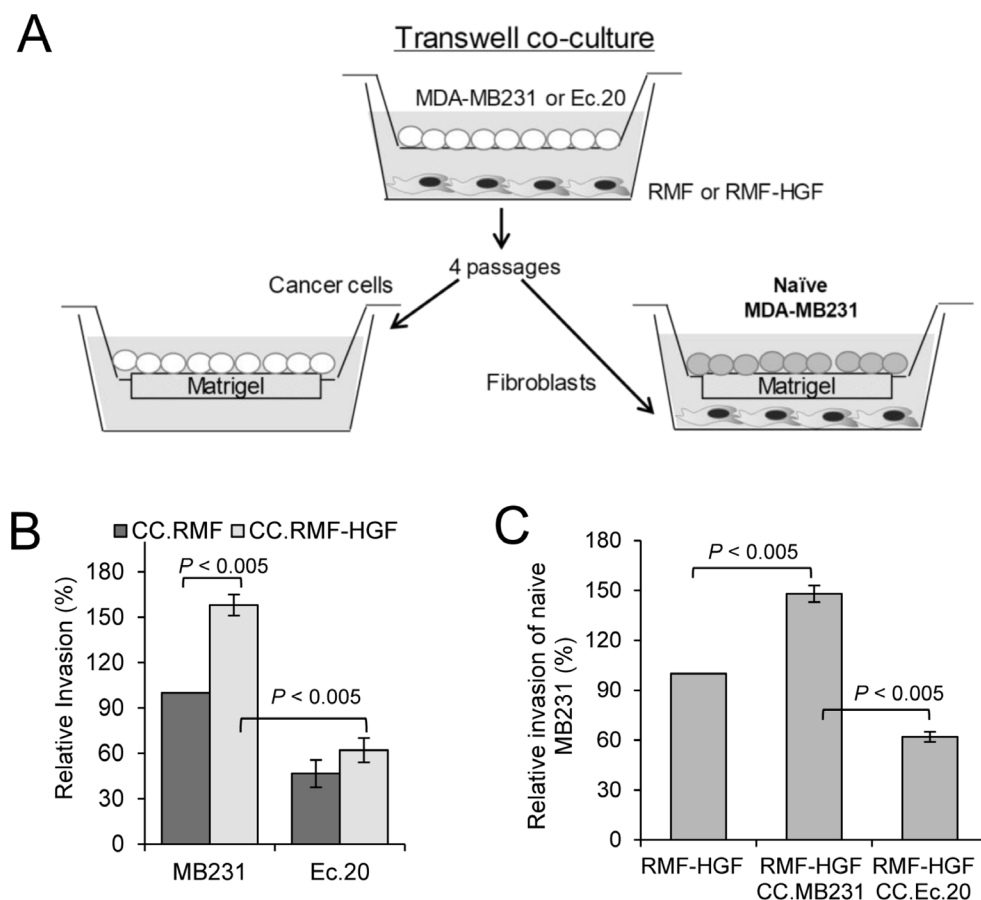 A
Transwell co-culture
MDA-MB231 or Ec.20
RMF or RMF-HGF
4 passages
Cancer cells
Naïve
MDA-MB231
Matrigel
Fibroblasts
Matrigel
B
CC.RMF CC.RMF-HGF
Relative Invasion (%)
180
150
120
90
60
30
0
P < 0.005
P < 0.005
MB231 Ec.20
C
Relative invasion of naive
MB231 (%)
180
150
120
90
60
30
0
P < 0.005
P < 0.005
RMF-HGF RMF-HGF RMF-HGF
CC.MB231 CC.Ec.20